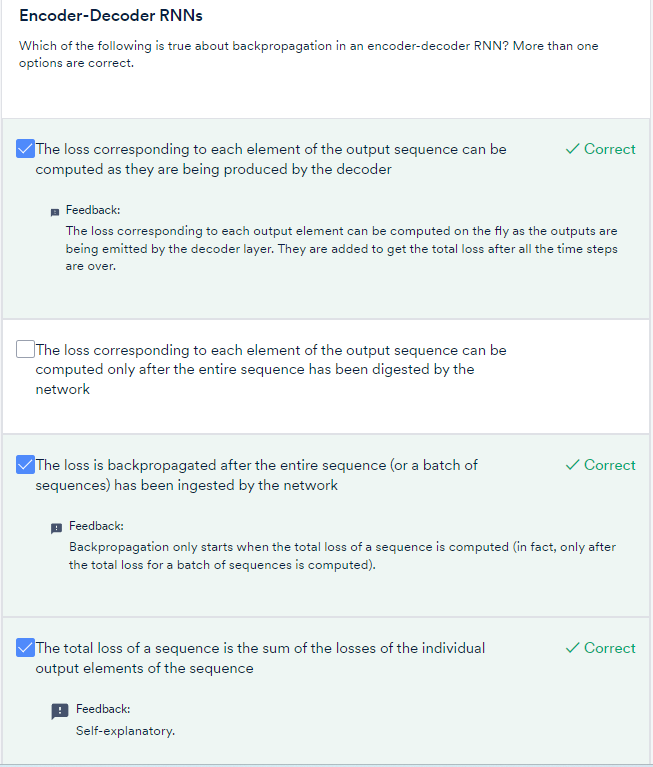 Encoder-Decoder RNNs
Which of the following is true about backpropagation in an encoder-decoder RNN? More than one
options are correct.
The loss corresponding to each element of the output sequence can be
computed as they are being produced by the decoder
Correct
Feedback:
The loss corresponding to each output element can be computed on the fly as the outputs are
being emitted by the decoder layer. They are added to get the total loss after all the time steps
are over.
The loss corresponding to each element of the output sequence can be
computed only after the entire sequence has been digested by the
network
The loss is backpropagated after the entire sequence (or a batch of
sequences) has been ingested by the network
Correct
Feedback:
Backpropagation only starts when the total loss of a sequence is computed (in fact, only after
the total loss for a batch of sequences is computed).
The total loss of a sequence is the sum of the losses of the individual
output elements of the sequence
Correct
Feedback:
Self-explanatory.